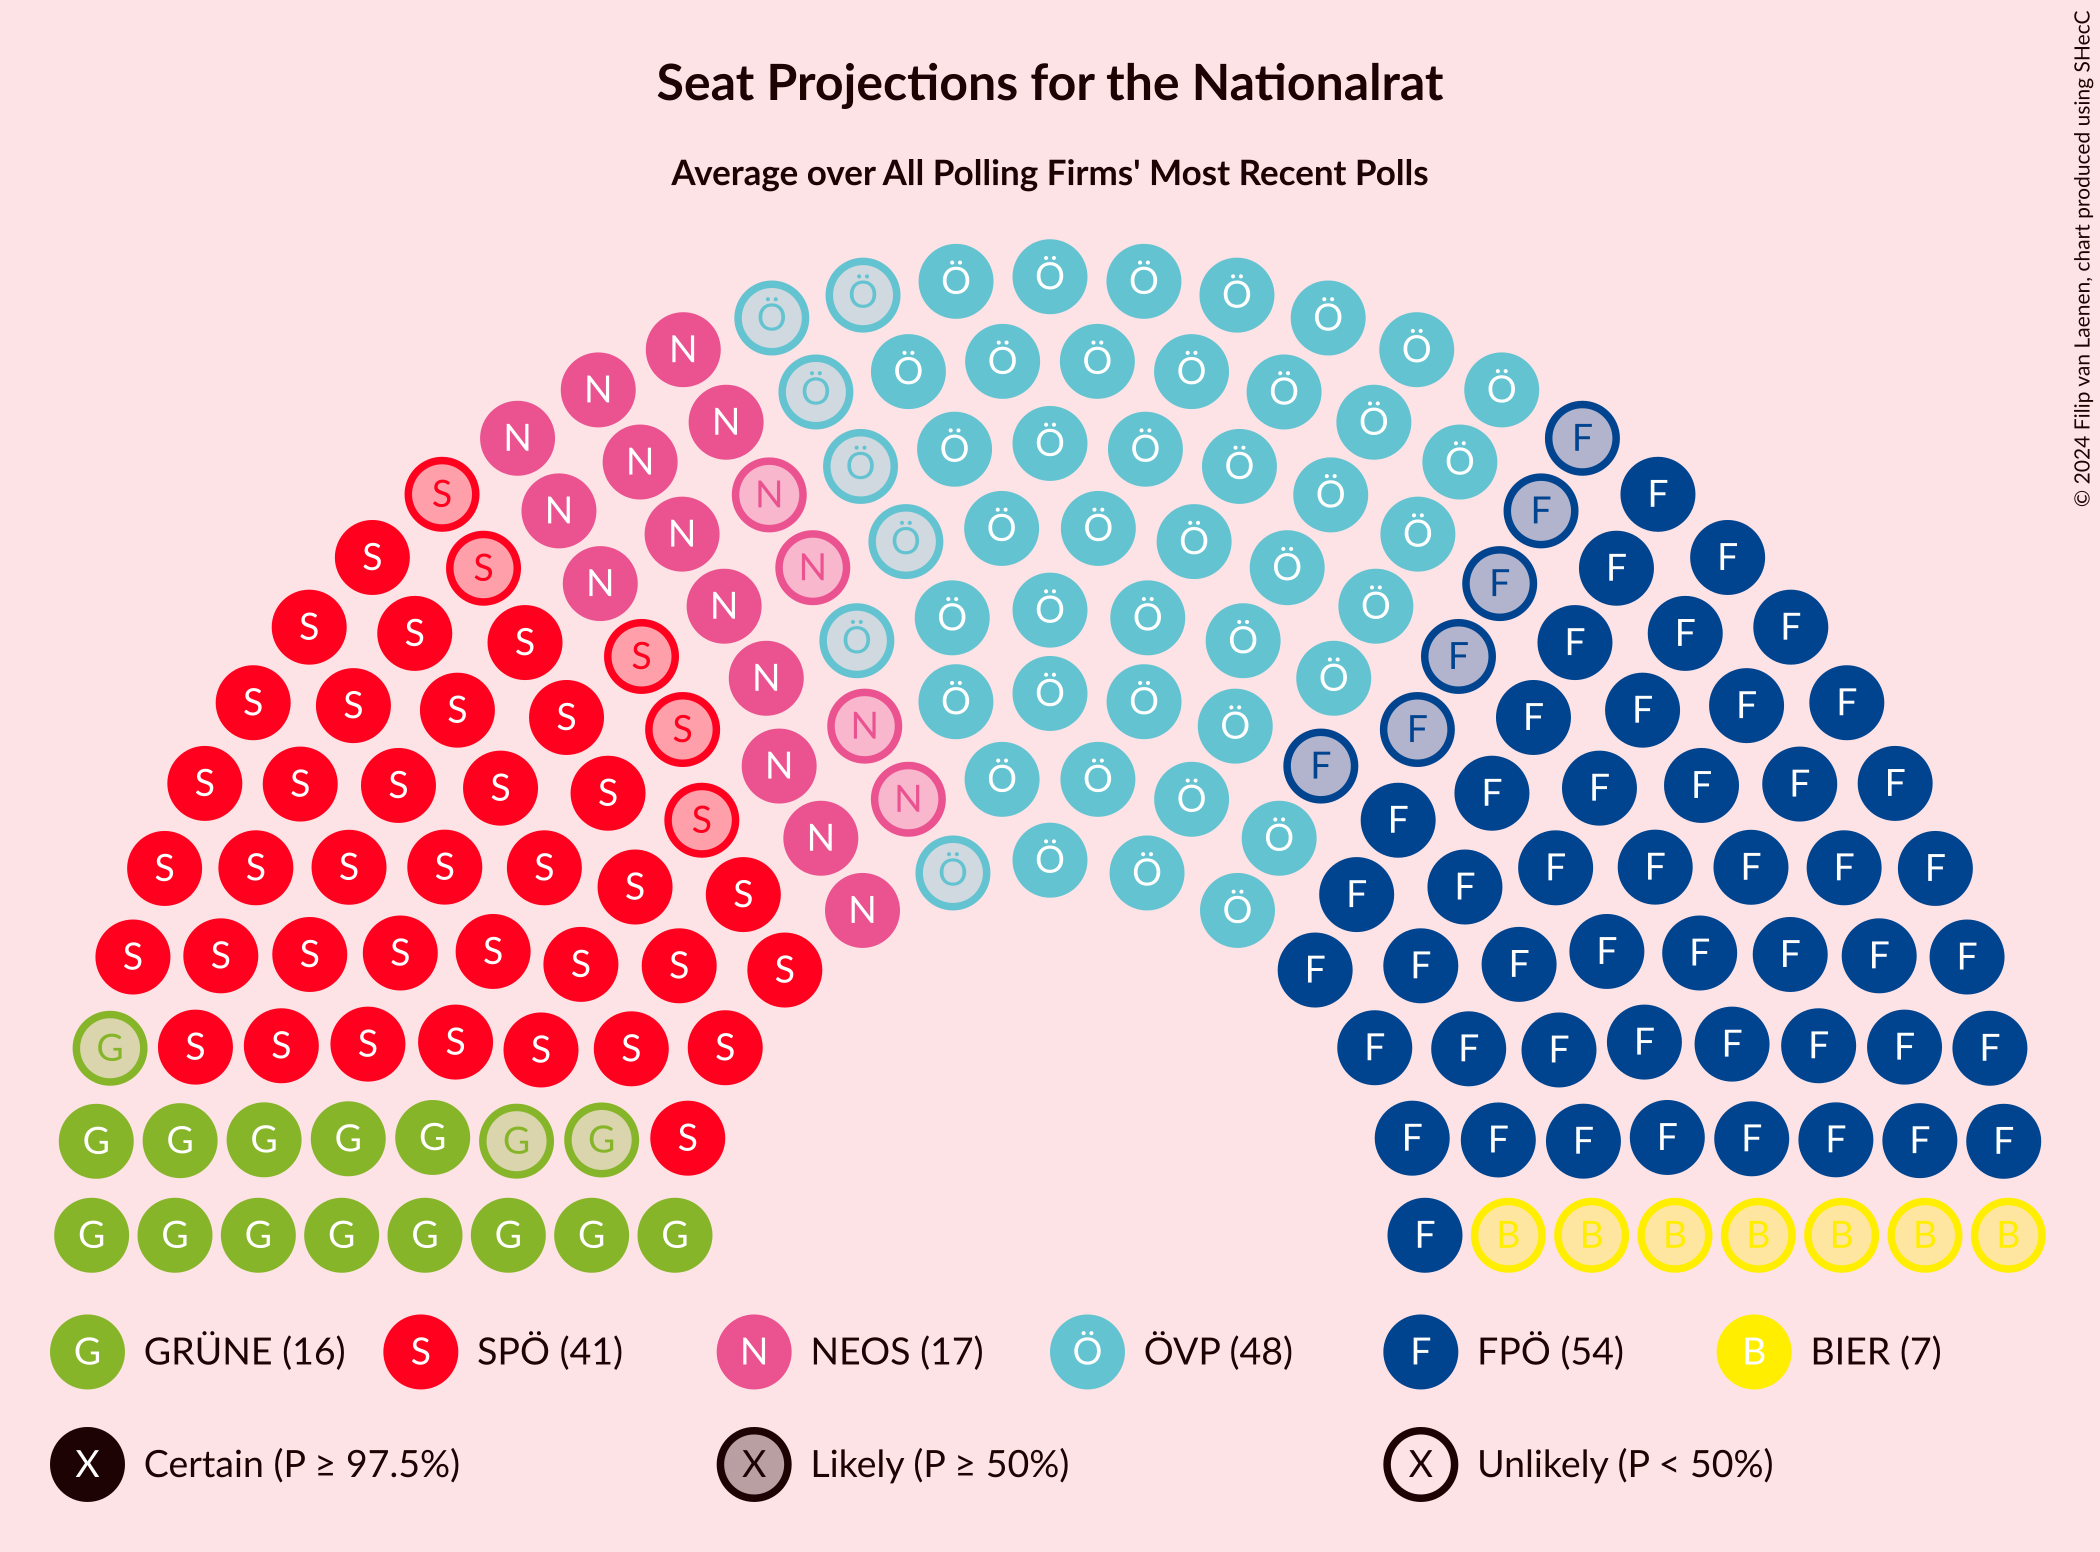 Seat Projections for the Nationalrat
Average over All Polling Firms' Most Recent Polls
© 2024 Filip van Laenen, chart produced using SHecC
Ö Ö Ö Ö Ö Ö Ö
N Ö Ö
N Ö Ö Ö Ö Ö Ö Ö
N N Ö Ö
N Ö Ö Ö Ö Ö F
S N N Ö Ö Ö F
N N Ö Ö Ö Ö Ö F
S S N N Ö Ö F F F
S S S N Ö Ö Ö Ö Ö F F F
S S S N Ö Ö F F F
S S S S S N Ö Ö Ö Ö Ö F F F F F
S S S S S N N Ö Ö Ö F F F F F F
S S S S S S N Ö Ö F F F F F F
S S S S S S S Ö Ö Ö F F F F F F F
S N Ö F
S S S S S S S S F F F F F F F F
G S S S S S S S F F F F F F F F
G G G G G G G S F F F F F F F F
G G G G G G G G F B B B B B B B
G GRÜNE (16) S SPÖ (41) N NEOS (17) Ö ÖVP (48) F FPÖ (54) B BIER (7)
X Certain (P ≥ 97.5%) X Likely (P ≥ 50%) X Unlikely (P < 50%)